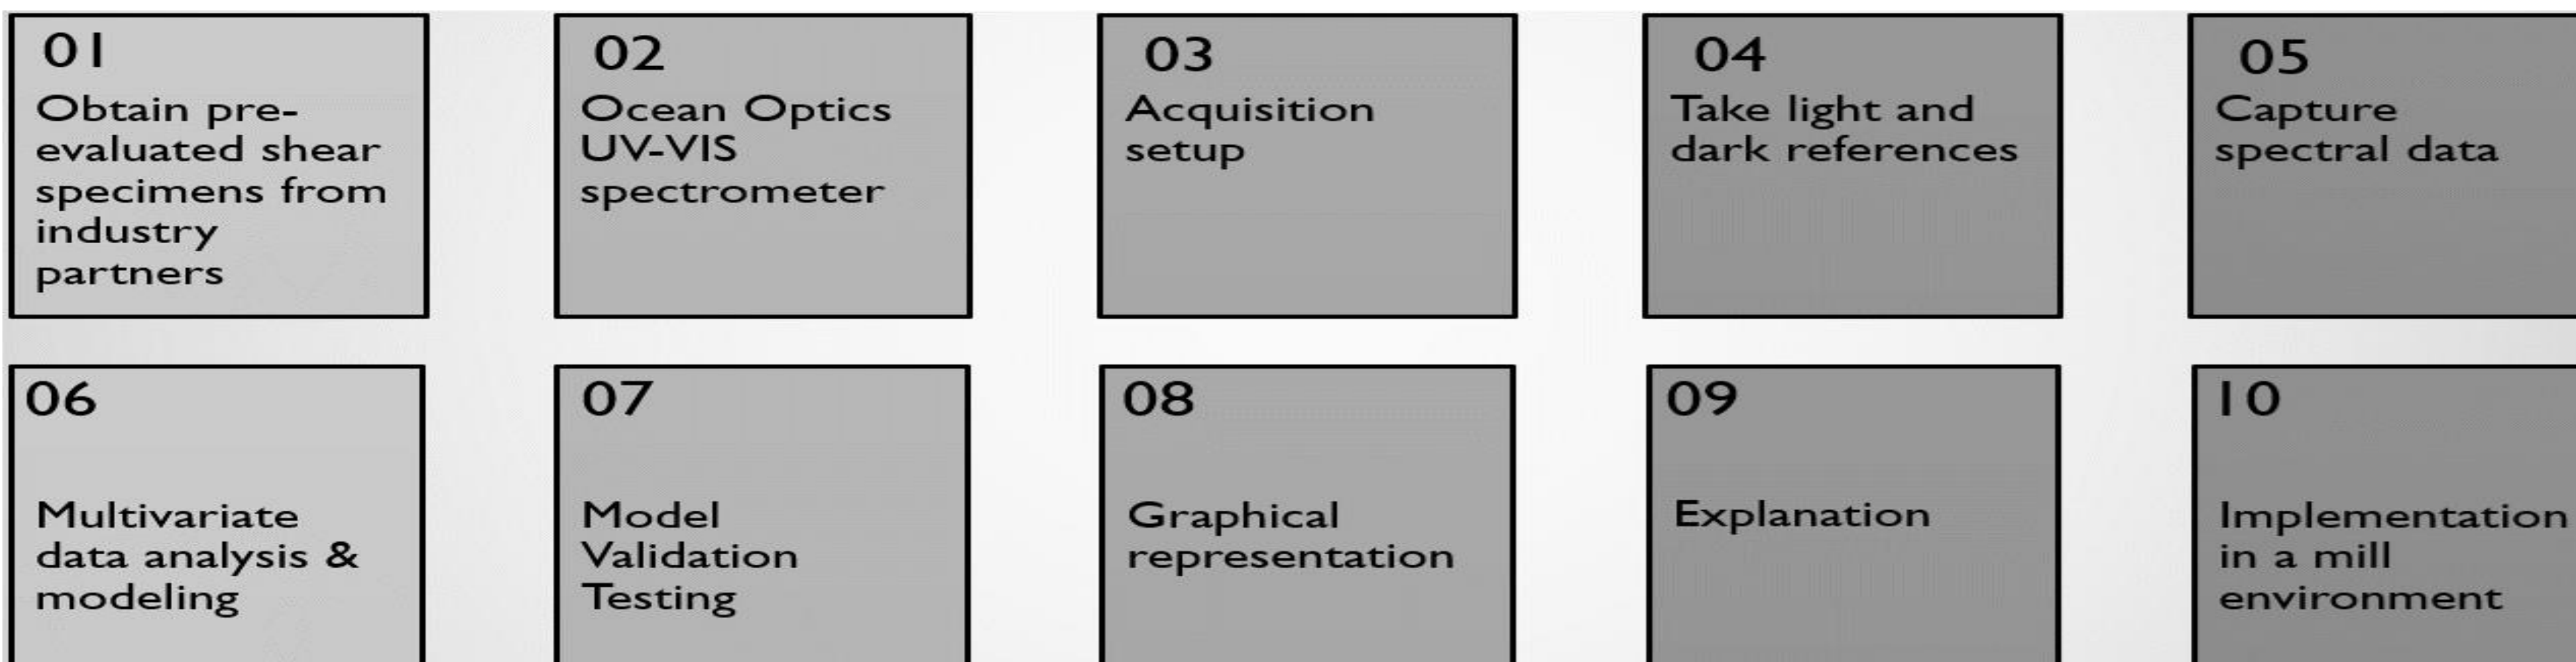 01
Obtain pre-
evaluated shear
specimens from
industry
partners
02
Ocean Optics
UV-VIS
spectrometer
03
Acquisition
setup
04
Take light and
dark references
05
Capture
spectral data
06
Multivariate
data analysis &
modeling
07
Model
Validation
Testing
08
Graphical
representation
09
Explanation
10
Implementation
in a mill
environment